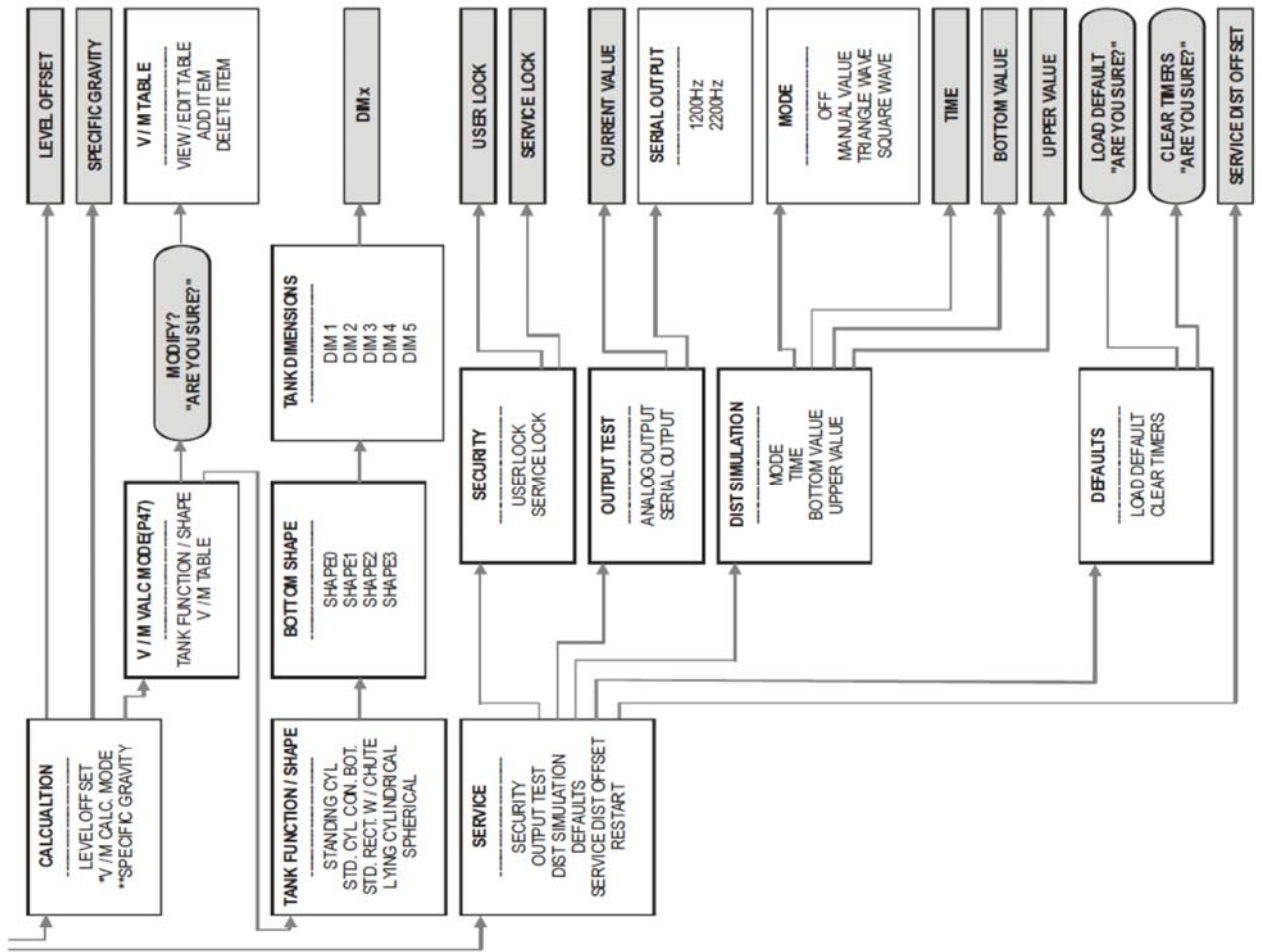 CALCUALTION
--------------------
LEVEL OFFSET
*V / M CALC. MODE
**SPECIFIC GRAVITY
LEVEL OFFSET
SPECIFIC GRAVITY
V / M VALC MODE(P47)
--------------------
TANK FUNCTION / SHAPE
V / M TABLE
MODIFY?
"ARE YOU SURE?"
V / M TABLE
--------------------
VIEW / EDIT TABLE
ADD ITEM
DELETE ITEM
TANK FUNCTION / SHAPE
--------------------
STANDING CYL
STD. CYL. CON. BOT.
STD. RECT. W / CHUTE
LYING CYLINDRICAL
SPHERICAL
BOTTOM SHAPE
--------------------
SHAPE0
SHAPE1
SHAPE2
SHAPE3
TANK DIMENSIONS
--------------------
DIM 1
DIM 2
DIM 3
DIM 4
DIM 5
DIMx
SERVICE
--------------------
SECURITY
OUTPUT TEST
DIST SIMULATION
DEFAULTS
SERVICE DIST OFFSET
RESTART
SECURITY
--------------------
USER LOCK
SERVICE LOCK
USER LOCK
SERVICE LOCK
OUTPUT TEST
--------------------
ANALOG OUTPUT
SERIAL OUTPUT
CURRENT VALUE
SERIAL OUTPUT
--------------------
1200Hz
2200Hz
DIST SIMULATION
--------------------
MODE
TIME
BOTTOM VALUE
UPPER VALUE
MODE
--------------------
OFF
MANUAL VALUE
TRIANGLE WAVE
SQUARE WAVE
TIME
BOTTOM VALUE
UPPER VALUE
DEFAULTS
--------------------
LOAD DEFAULT
CLEAR TIMERS
LOAD DEFAULT
"ARE YOU SURE?"
CLEAR TIMERS
"ARE YOU SURE?"
SERVICE DIST OFFSET